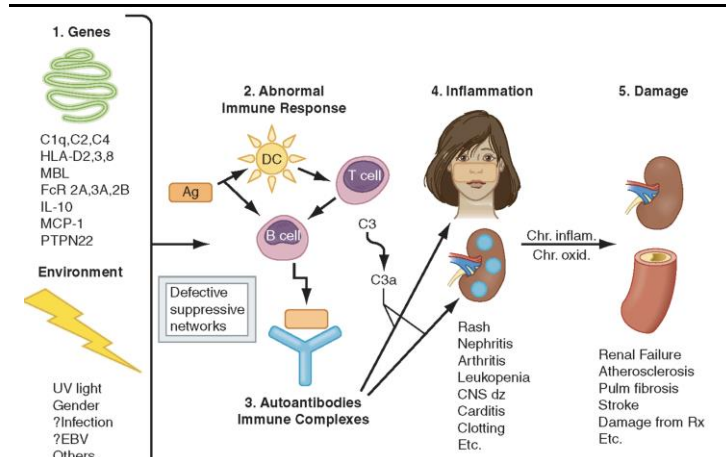 1. Genes
C1q,C2,C4
HLA-D2,3,8
MBL
FcR 2A,3A,2B
IL-10
MCP-1
PTPN22
Environment
UV light
Gender
?Infection
?EBV
Others
2. Abnormal
Immune Response
DC
Ag
T cell
B cell
C3
C3a
Defective
suppressive
networks
3. Autoantibodies
Immune Complexes
4. Inflammation
Rash
Nephritis
Arthritis
Leukopenia
CNS dz
Carditis
Clotting
Etc.
Chr. inflam.
Chr. oxid.
5. Damage
Renal Failure
Atherosclerosis
Pulm fibrosis
Stroke
Damage from Rx
Etc.